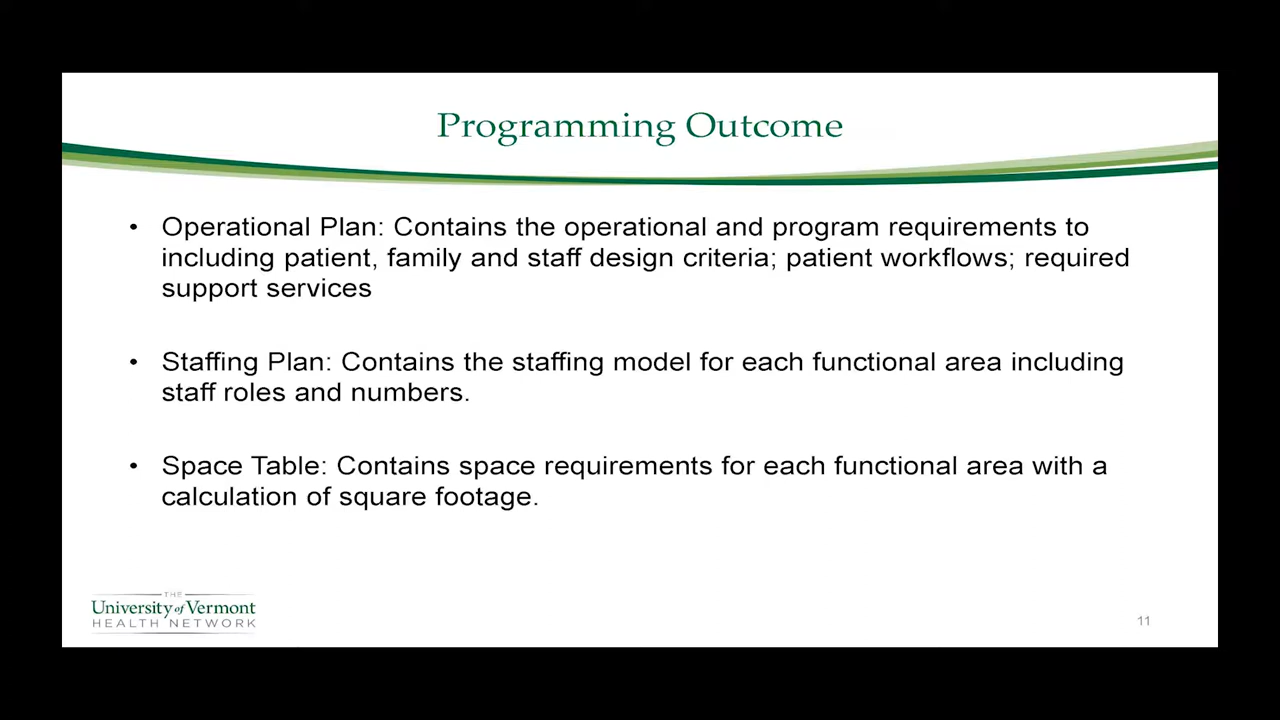 Programming Outcome
• Operational Plan: Contains the operational and program requirements to
including patient, family and staff design criteria; patient workflows; required
support services
• Staffing Plan: Contains the staffing model for each functional area including
staff roles and numbers.
• Space Table: Contains space requirements for each functional area with a
calculation of square footage.
THE
University of Vermont
HEALTH NETWORK
11